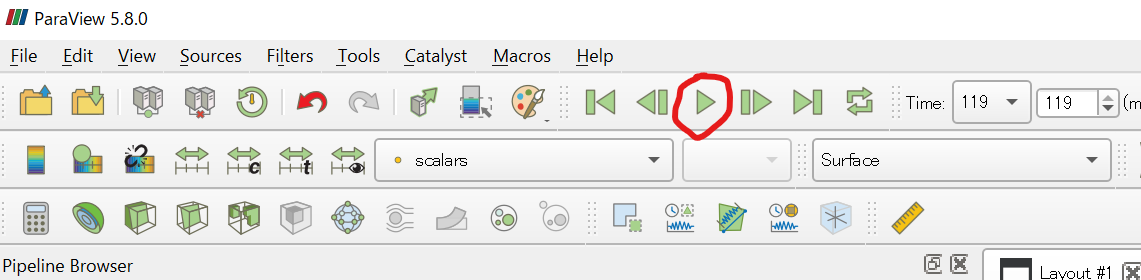 ParaView 5.8.0
File Edit View Sources Filters Tools Catalyst Macros Help
Time: 119 119 (m
c t scalars Surface
Pipeline Browser Layout #1